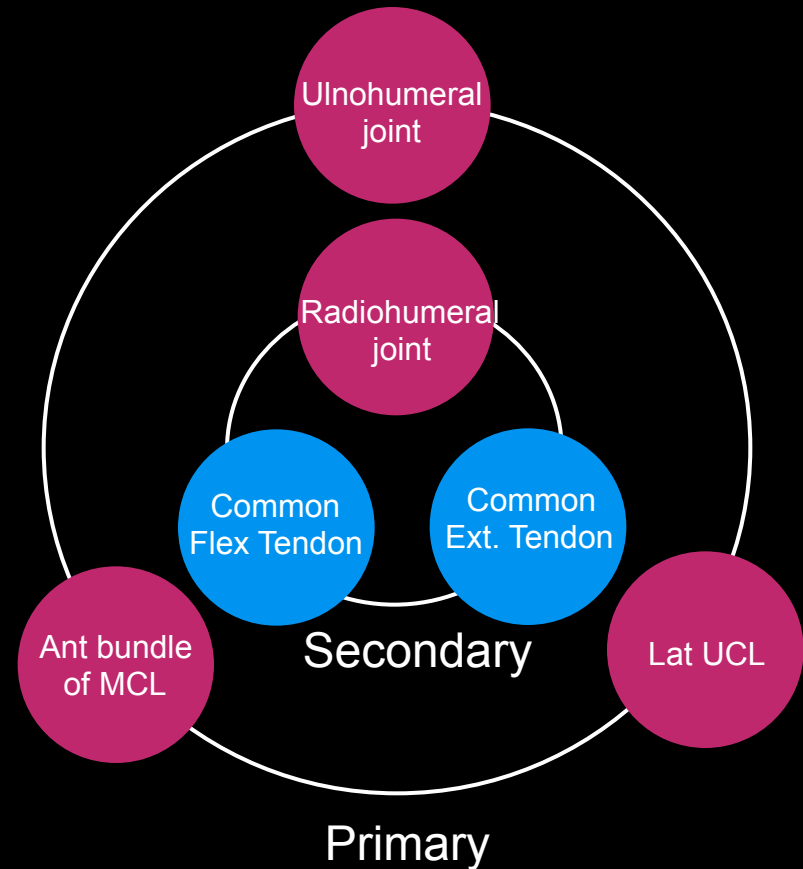 Ulnohumeral
joint
Radiohumeral
joint
Common
Flex Tendon
Common
Ext. Tendon
Ant bundle
of MCL
Secondary
Lat UCL
Primary